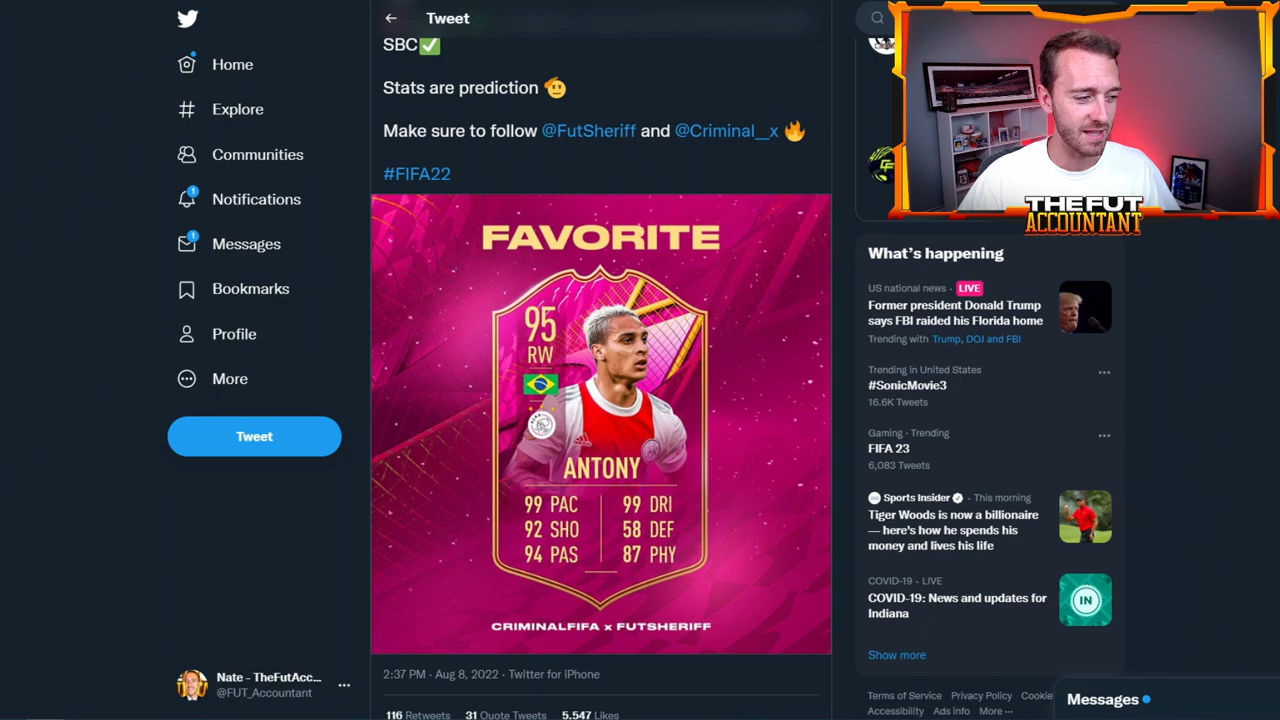 Home
Explore
Communities
1
Notifications
1
Messages
Bookmarks
Profile
More
Tweet
Nate - TheFutAcc...
@FUT_Accountant
Tweet
SBC✅
Stats are prediction 🫡
Make sure to follow @FutSheriff and @Criminal__x 🔥
#FIFA22
FAVORITE
95
RW
ANTONY
99 PAC
92 SHO
94 PAS
99 DRI
58 DEF
87 PHY
CRIMINALFIFA x FUTSHERIFF
2:37 PM · Aug 8, 2022 · Twitter for iPhone
116 Retweets 31 Quote Tweets 5,547 Likes
THE FUT
ACCOUNTANT
What's happening
US national news · LIVE
Former president Donald Trump
says FBI raided his Florida home
Trending with Trump, DOJ and FBI
Trending in United States
#SonicMovie3
16.6K Tweets
Gaming · Trending
FIFA 23
6,083 Tweets
Sports Insider · This morning
Tiger Woods is now a billionaire
— here's how he spends his
money and lives his life
COVID-19 · LIVE
COVID-19: News and updates for
Indiana
IN
Show more
Terms of Service Privacy Policy Cookie
Accessibility Ads info More ···
Messages